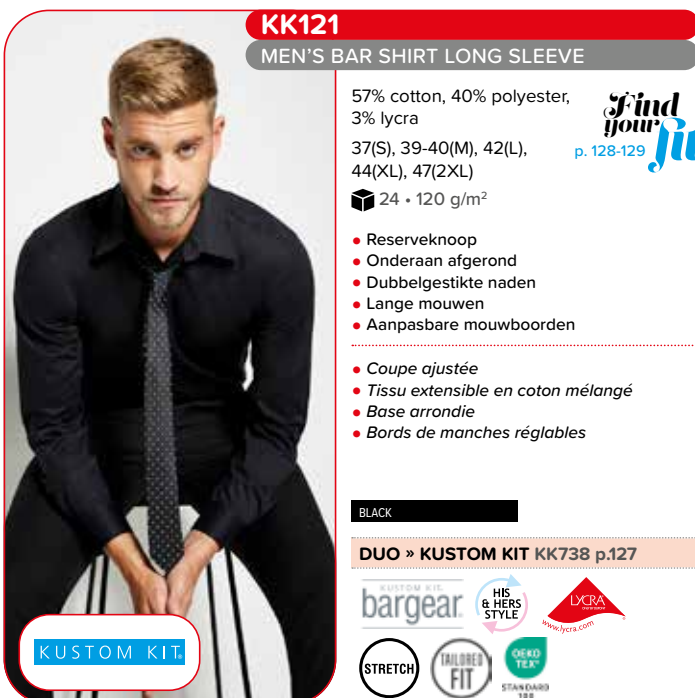 KK121
MEN'S BAR SHIRT LONG SLEEVE
57% cotton, 40% polyester,
3% lycra
37(S), 39-40(M), 42(L),
44(XL), 47(2XL)
24 • 120 g/m²
Find
your
p. 128-129
• Reserveknoop
• Onderaan afgerond
• Dubbelgestikte naden
• Lange mouwen
• Aanpasbare mouwboorden
• Coupe ajustée
• Tissu extensible en coton mélangé
• Base arrondie
• Bords de manches réglables
BLACK
DUO » KUSTOM KIT KK738 p.127
KUSTOM KIT.
bargear.
HIS
& HERS
STYLE
LYCRA
www.lycra.com
KUSTOM KIT.
STRETCH
TAILORED
FIT
OEKO
TEX®
STANDARD
100